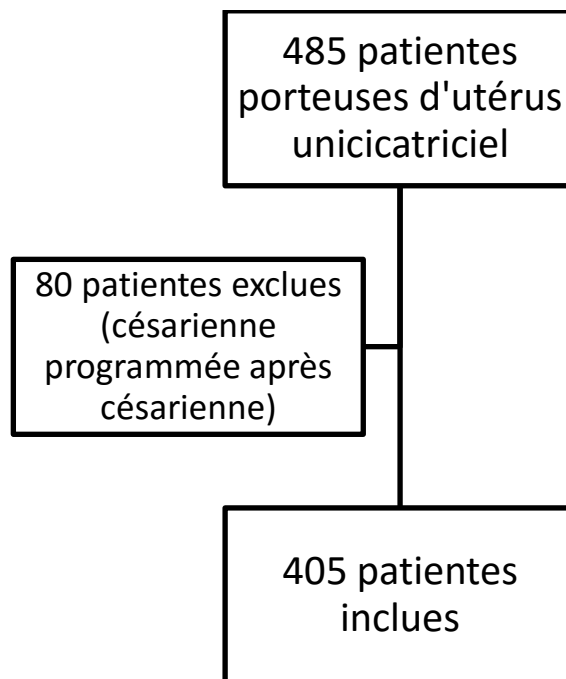 485 patientes
porteuses d'utérus
unicicatriciel
80 patientes exclues
(césarienne
programmée après
césarienne)
405 patientes
inclues